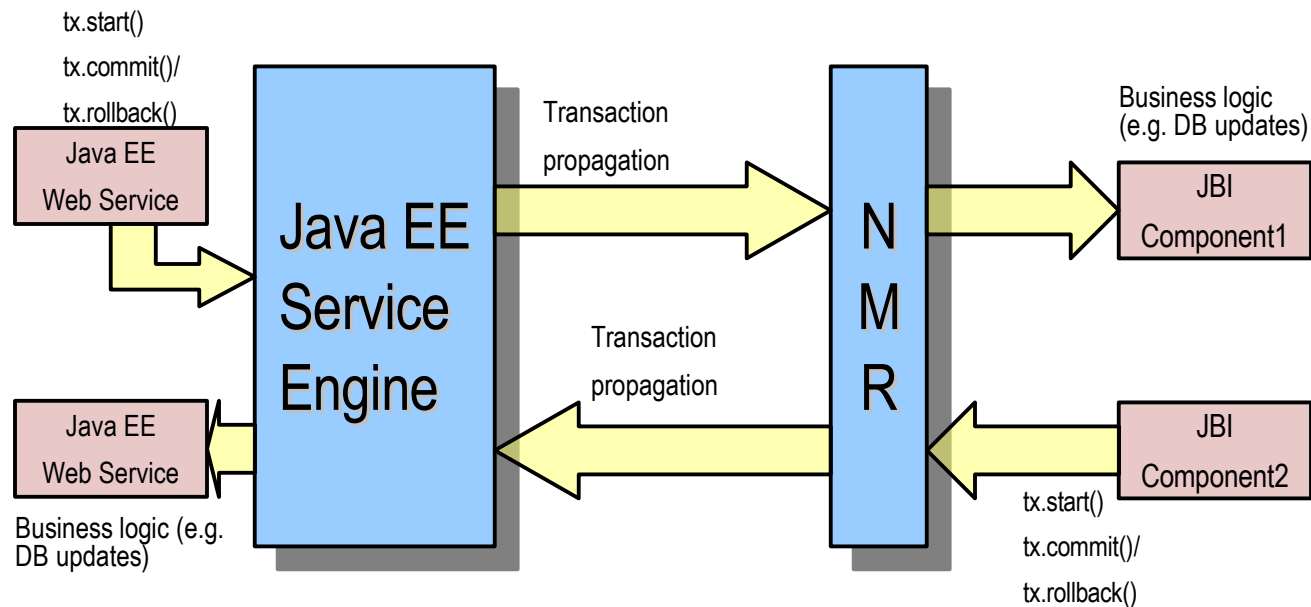 tx.start()
tx.commit()/
tx.rollback()
Java EE
Web Service
Java EE
Service
Engine
Transaction
propagation
N
M
R
Business logic
(e.g. DB updates)
JBI
Component1
Transaction
propagation
Java EE
Web Service
Business logic (e.g.
DB updates)
JBI
Component2
tx.start()
tx.commit()/
tx.rollback()